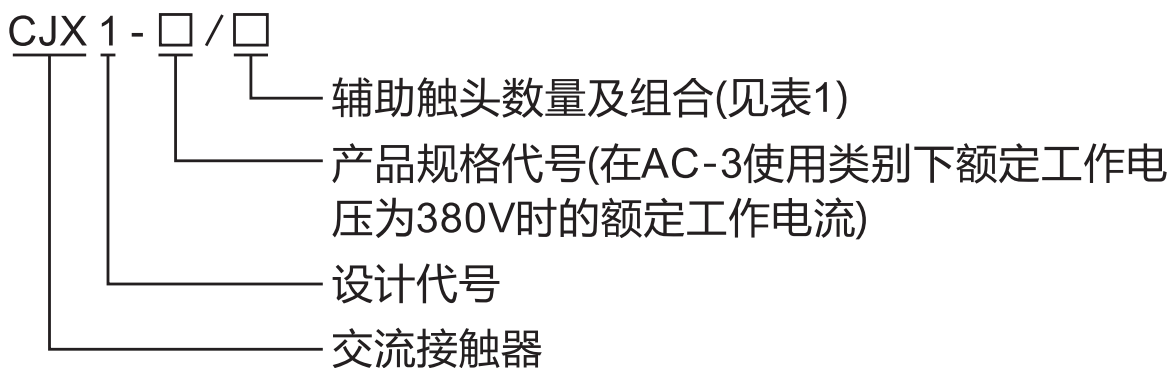 CJX 1 - □ / □
辅助触头数量及组合(见表1)
产品规格代号(在AC-3使用类别下额定工作电
压为380V时的额定工作电流)
设计代号
交流接触器